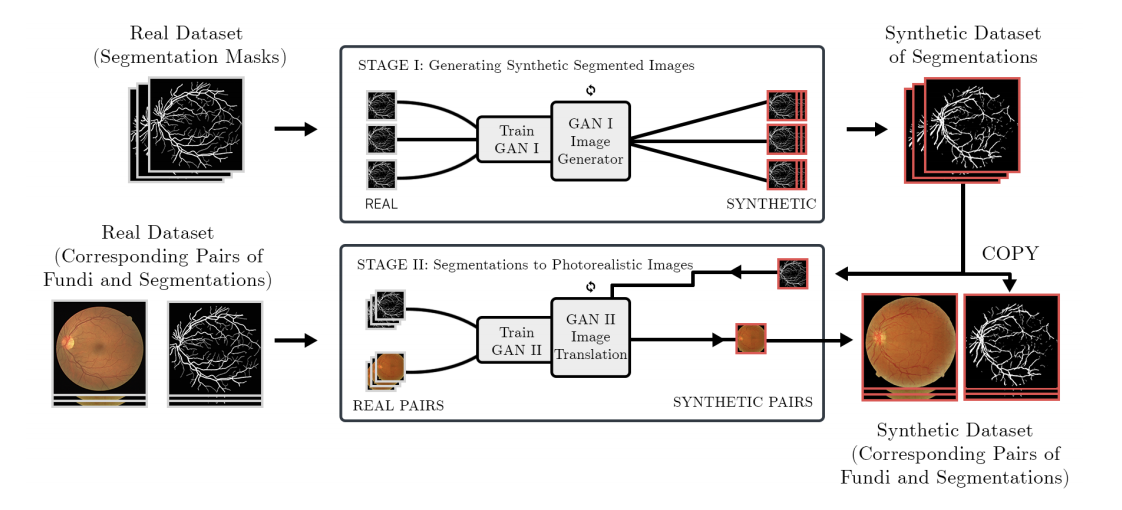 Real Dataset
(Segmentation Masks)
STAGE I: Generating Synthetic Segmented Images
Train
GAN I
GAN I
Image
Generator
REAL
SYNTHETIC
Synthetic Dataset
of Segmentations
Real Dataset
(Corresponding Pairs of
Fundi and Segmentations)
STAGE II: Segmentations to Photorealistic Images
Train
GAN II
GAN II
Image
Translation
REAL PAIRS
SYNTHETIC PAIRS
COPY
Synthetic Dataset
(Corresponding Pairs of
Fundi and Segmentations)